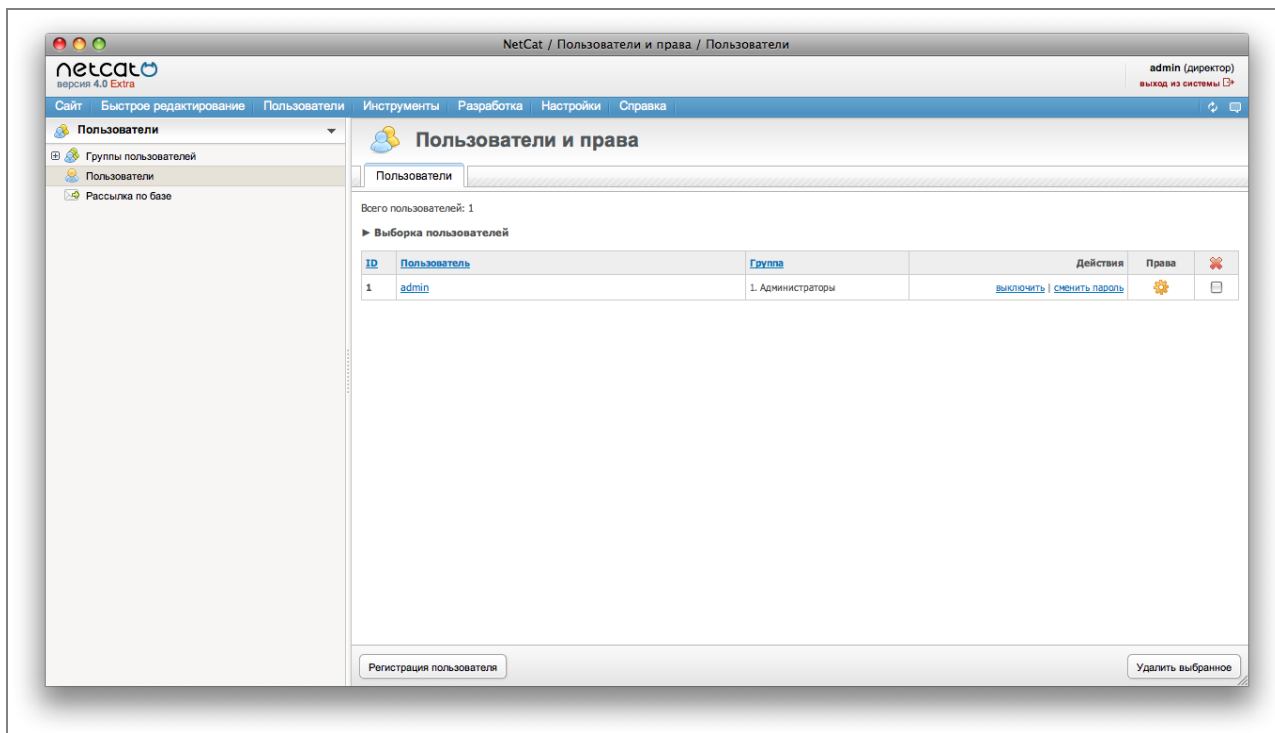 NetCat / Пользователи и права / Пользователи
netcat
версия 4.0 Extra
admin (директор)
выход из системы
Сайт Быстрое редактирование Пользователи Инструменты Разработка Настройки Справка
Пользователи
Группы пользователей
Пользователи
Рассылка по базе
Пользователи и права
Пользователи
Всего пользователей: 1
Выборка пользователей
ID Пользователь Группа Действия Права
1 admin 1. Администраторы выключить | сменить пароль
Регистрация пользователя Удалить выбранное